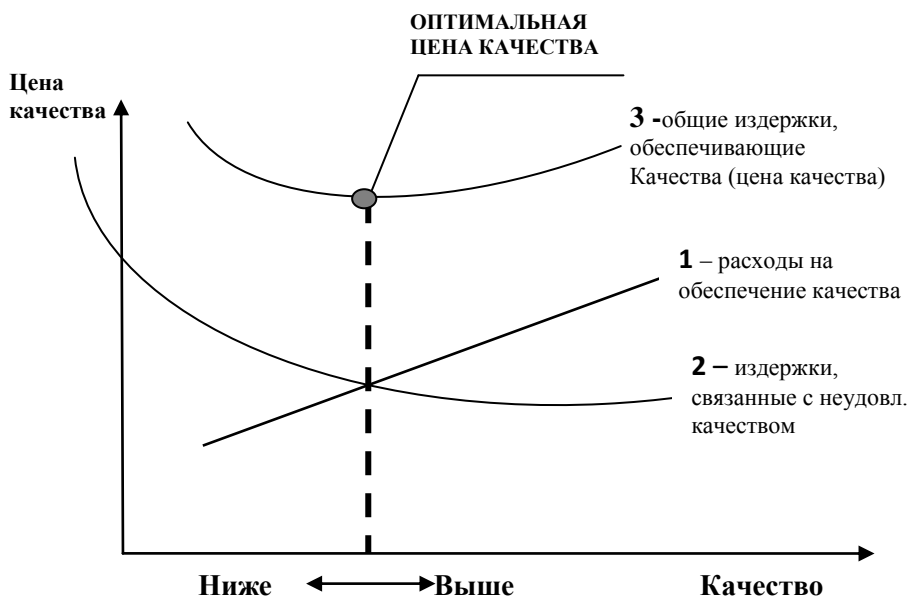 ОПТИМАЛЬНАЯ
ЦЕНА КАЧЕСТВА
Цена
качества
3 -общие издержки,
обеспечивающие
Качества (цена качества)
1 – расходы на
обеспечение качества
2 – издержки,
связанные с неудовл.
качеством
Ниже Выше Качество